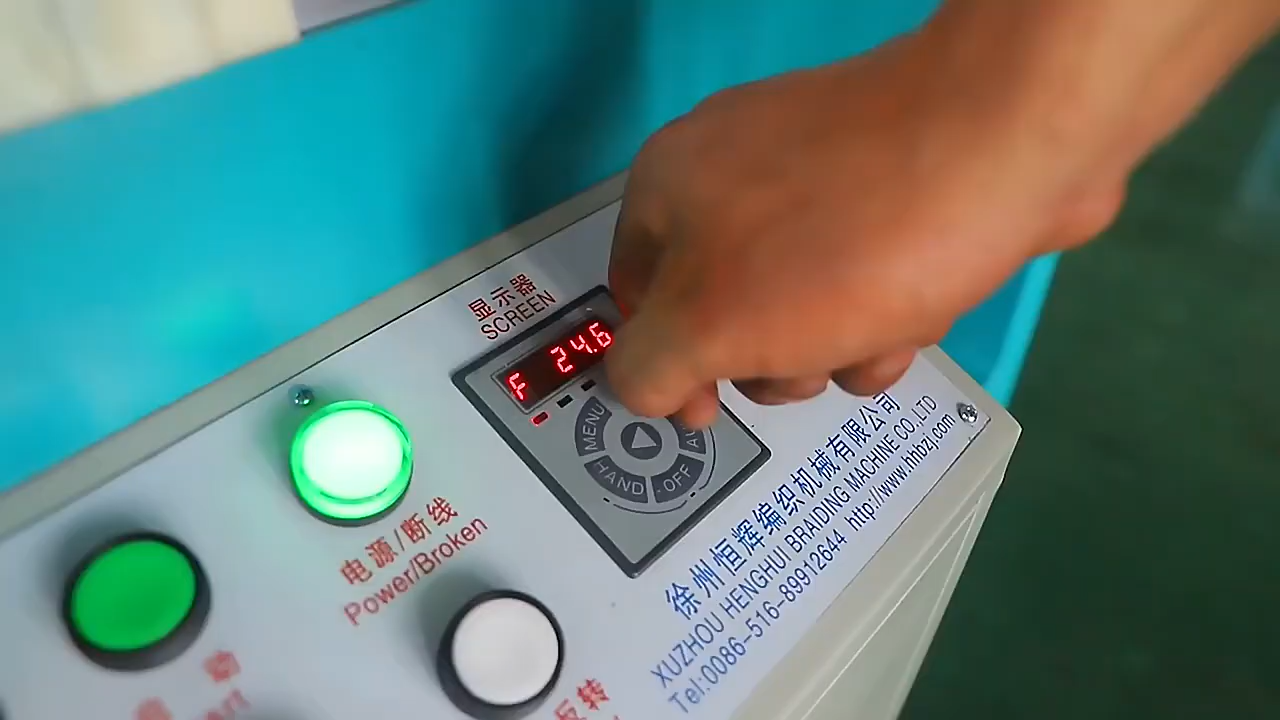 显示器
SCREEN
F 24.6
MENU
HAND
OFF
电源/断线
Power/Broken
反转
徐州恒辉编织机械有限公司
XUZHOU HENGHUI BRAIDING MACHINE CO.,LTD
Tel:0086-516-89912644 http://www.hhbzj.com